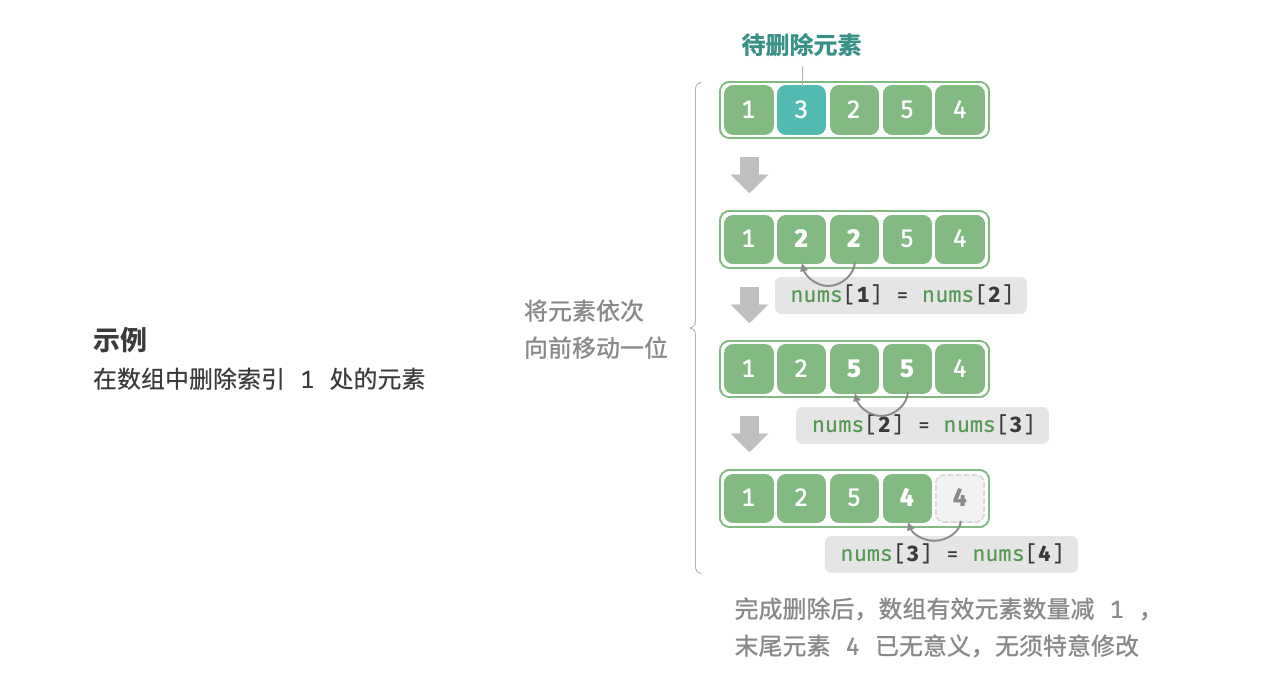 示例
在数组中删除索引 1 处的元素
将元素依次
向前移动一位
待删除元素
1 3 2 5 4
1 2 2 5 4
nums[1] = nums[2]
1 2 5 5 4
nums[2] = nums[3]
1 2 5 4 4
nums[3] = nums[4]
完成删除后，数组有效元素数量减 1 ，
末尾元素 4 已无意义，无须特意修改